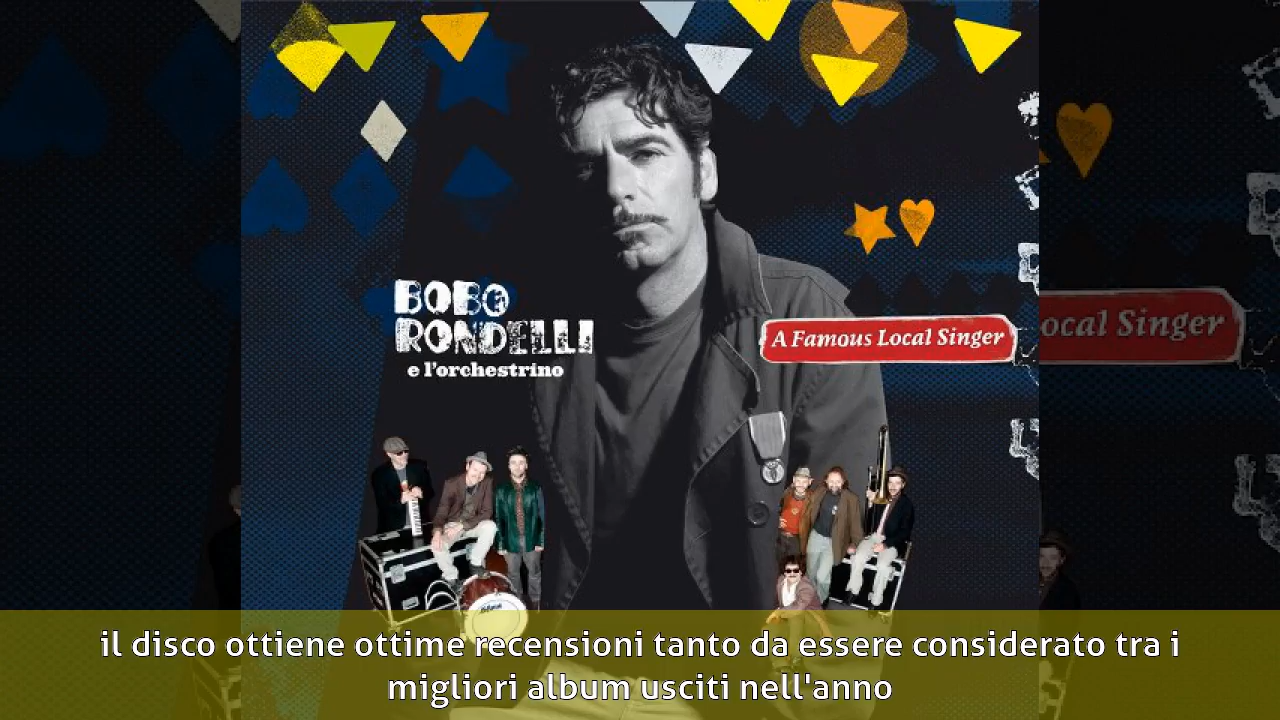 BOBO
RONDELLI
e l'orchestrino
A Famous Local Singer
ocal Singer
il disco ottiene ottime recensioni tanto da essere considerato tra i
migliori album usciti nell'anno